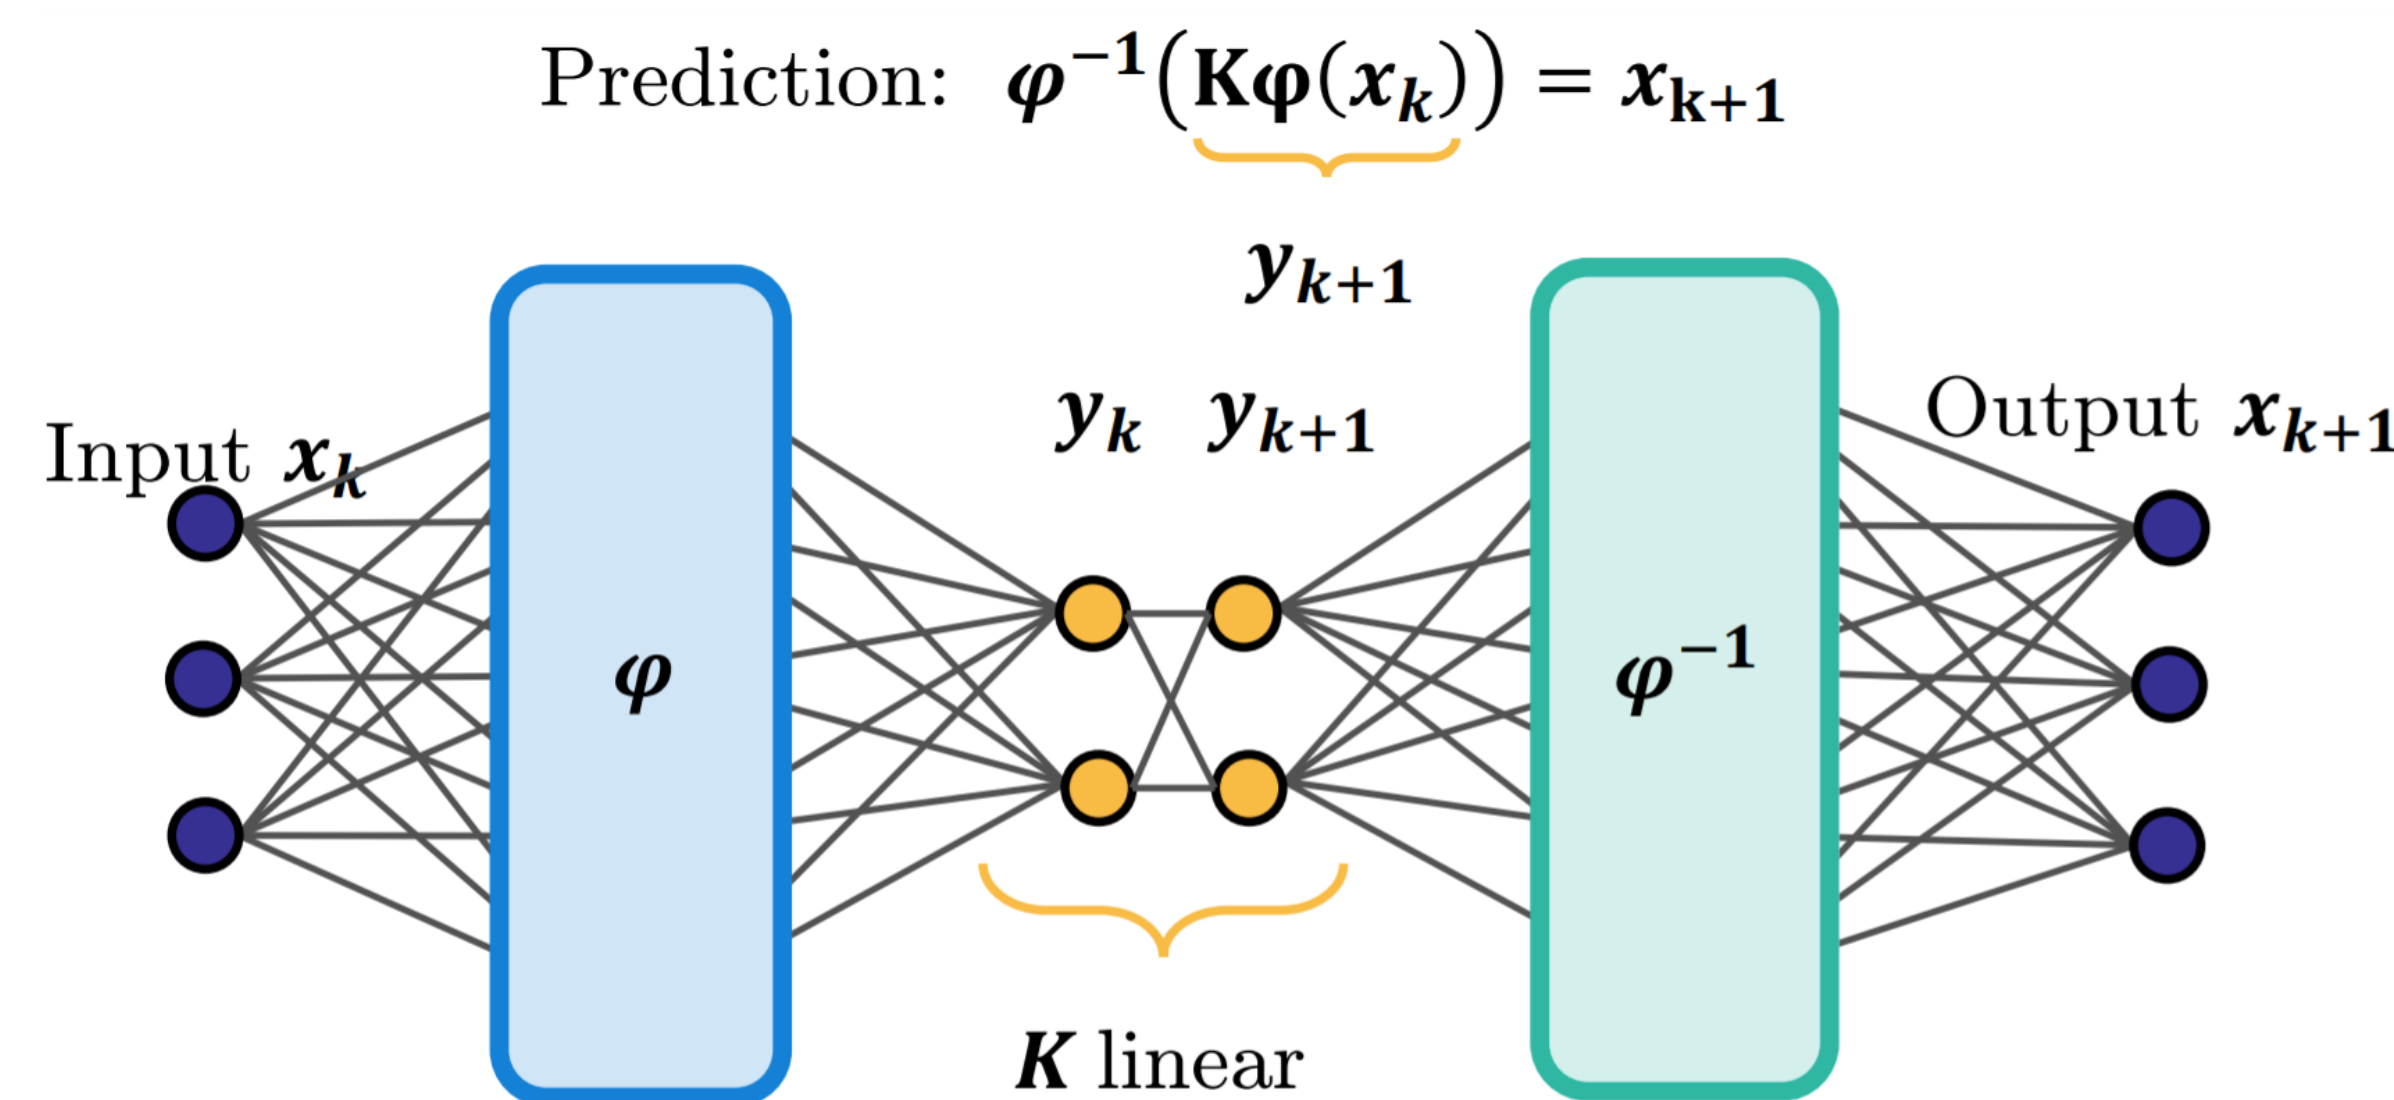 Prediction: φ⁻¹(Kφ(xₖ)) = xₖ₊₁
yₖ₊₁
yₖ yₖ₊₁
Input xₖ
Output xₖ₊₁
φ
φ⁻¹
K linear